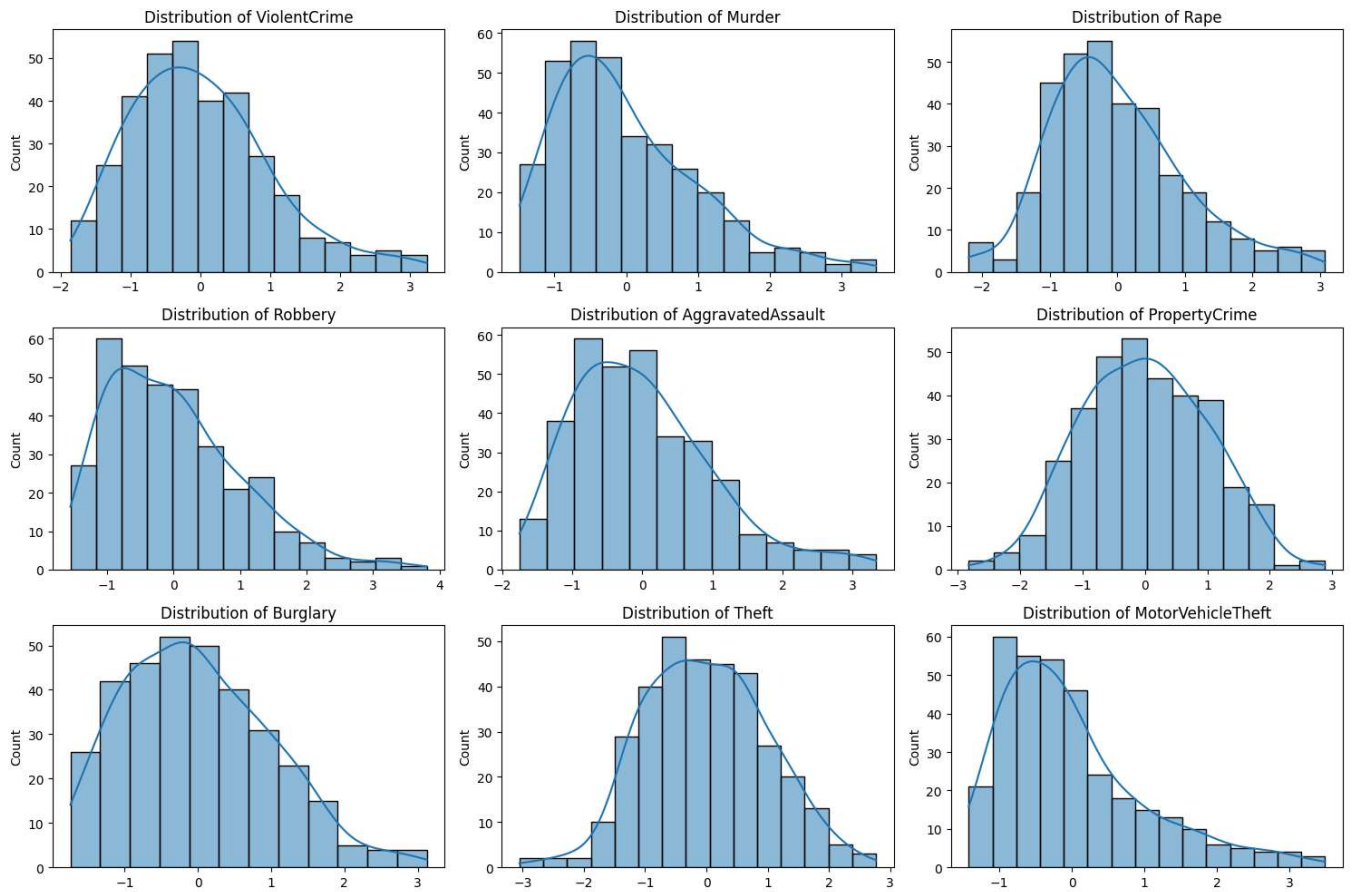 Distribution of ViolentCrime
Distribution of Murder
Distribution of Rape
Count
50
40
30
20
10
0
−2 −1 0 1 2 3
Count
60
50
40
30
20
10
0
−1 0 1 2 3
Count
50
40
30
20
10
0
−2 −1 0 1 2 3
Distribution of Robbery
Distribution of AggravatedAssault
Distribution of PropertyCrime
Count
60
50
40
30
20
10
0
−1 0 1 2 3 4
Count
60
50
40
30
20
10
0
−2 −1 0 1 2 3
Count
50
40
30
20
10
0
−3 −2 −1 0 1 2 3
Distribution of Burglary
Distribution of Theft
Distribution of MotorVehicleTheft
Count
50
40
30
20
10
0
−1 0 1 2 3
Count
50
40
30
20
10
0
−3 −2 −1 0 1 2 3
Count
60
50
40
30
20
10
0
−1 0 1 2 3